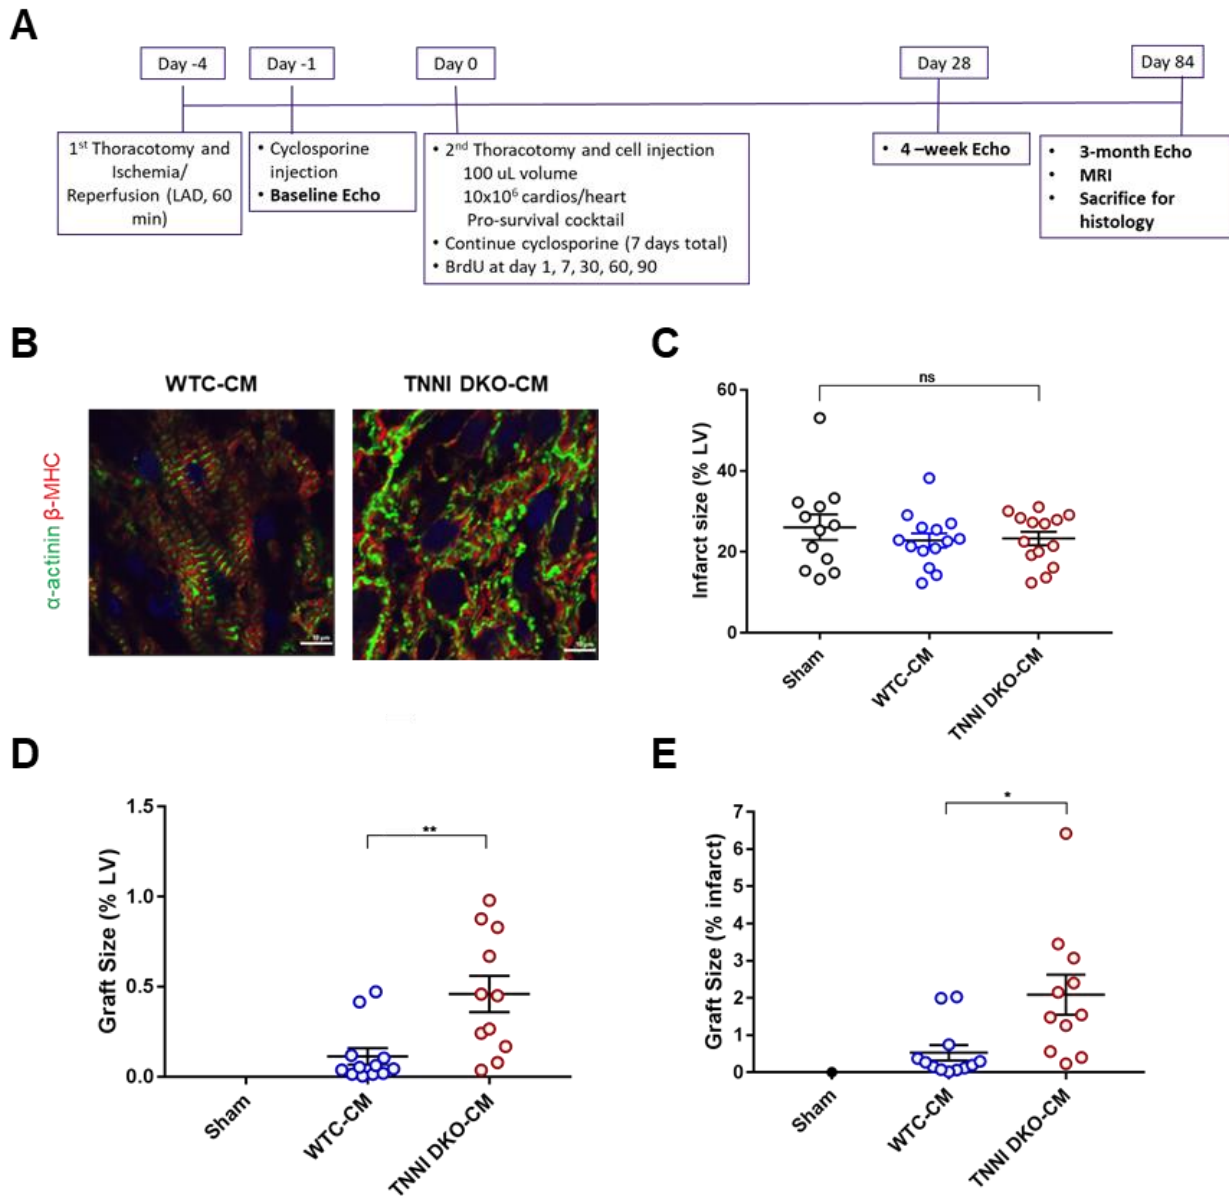 A
Day -4
Day -1
Day 0
Day 28
Day 84
1st Thoracotomy and
Ischemia/
Reperfusion (LAD, 60
min)
• Cyclosporine
injection
• Baseline Echo
• 2nd Thoracotomy and cell injection
100 uL volume
10x10⁶ cardios/heart
Pro-survival cocktail
• Continue cyclosporine (7 days total)
• BrdU at day 1, 7, 30, 60, 90
• 4 –week Echo
• 3-month Echo
• MRI
• Sacrifice for
histology
B
WTC-CM
TNNI DKO-CM
α-actinin β-MHC
10 μm
10 μm
C
ns
Infarct size (% LV)
60
40
20
0
Sham
WTC-CM
TNNI DKO-CM
D
**
Graft Size (% LV)
1.5
1.0
0.5
0.0
Sham
WTC-CM
TNNI DKO-CM
E
*
Graft Size (% infarct)
7
6
5
4
3
2
1
0
Sham
WTC-CM
TNNI DKO-CM